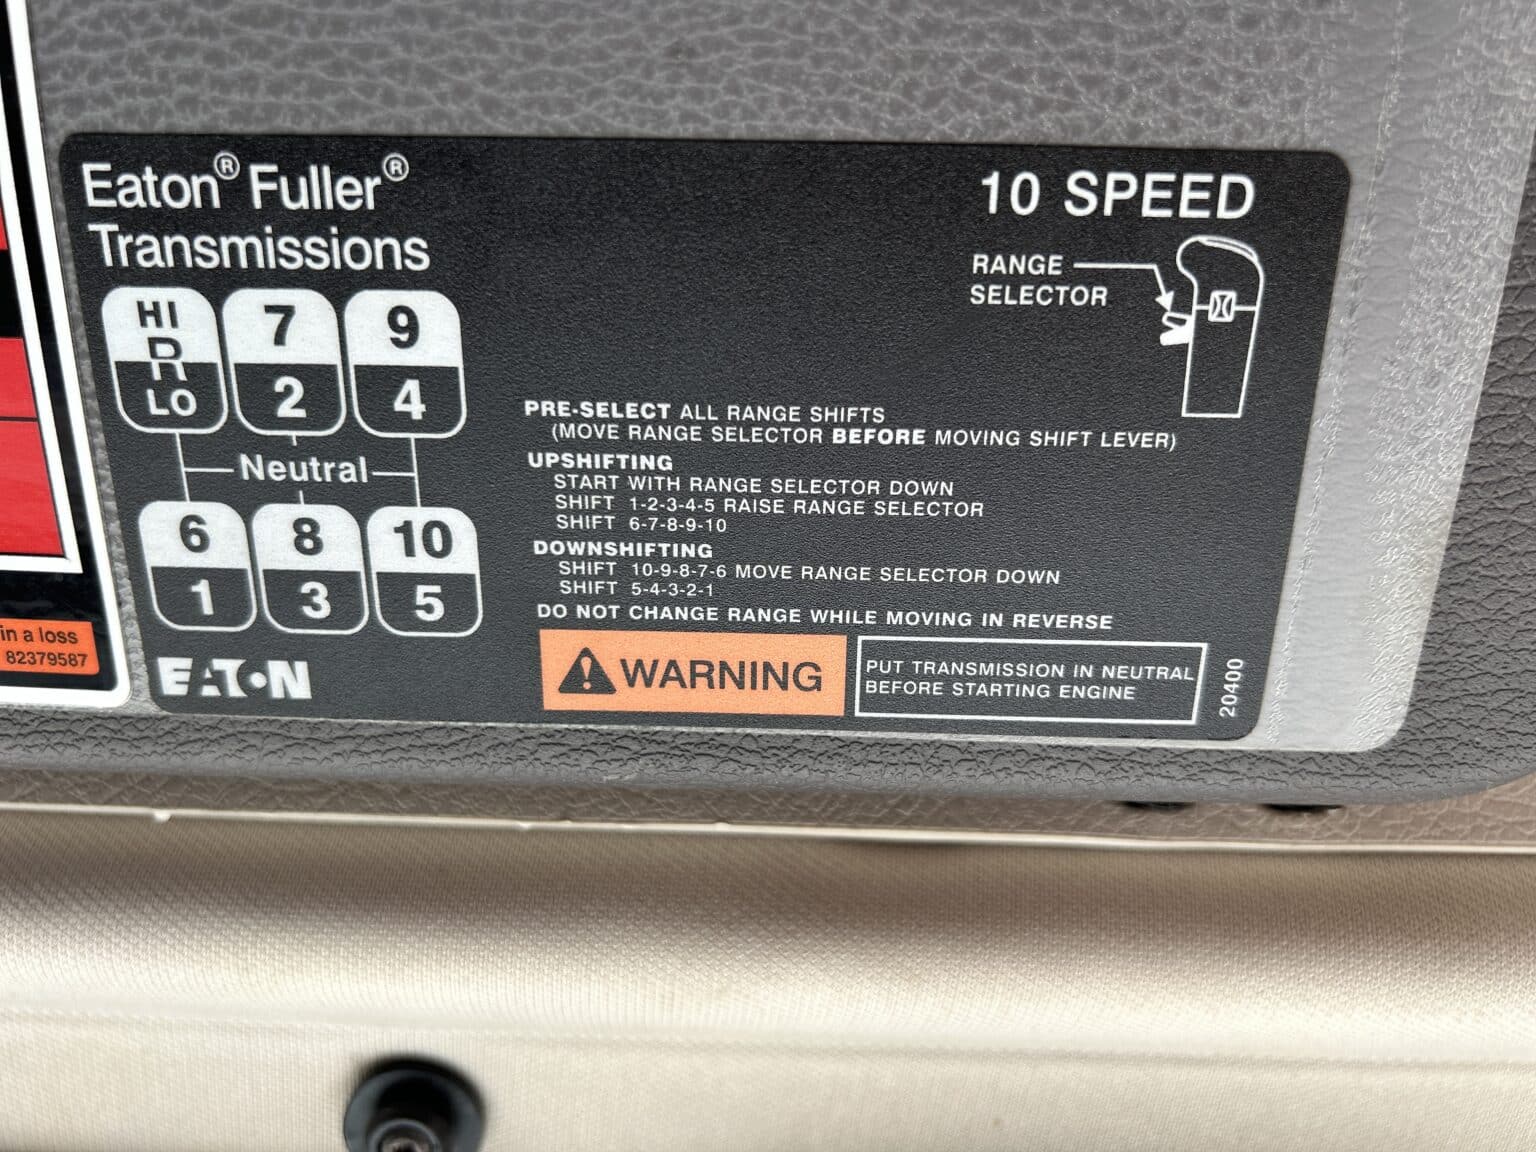 Eaton® Fuller®
Transmissions
10 SPEED
RANGE
SELECTOR
HI
R
LO
7
2
9
4
Neutral
6
1
8
3
10
5
EATON
PRE-SELECT ALL RANGE SHIFTS
(MOVE RANGE SELECTOR BEFORE MOVING SHIFT LEVER)
UPSHIFTING
START WITH RANGE SELECTOR DOWN
SHIFT 1-2-3-4-5 RAISE RANGE SELECTOR
SHIFT 6-7-8-9-10
DOWNSHIFTING
SHIFT 10-9-8-7-6 MOVE RANGE SELECTOR DOWN
SHIFT 5-4-3-2-1
DO NOT CHANGE RANGE WHILE MOVING IN REVERSE
WARNING
PUT TRANSMISSION IN NEUTRAL
BEFORE STARTING ENGINE
20400
in a loss
82379587